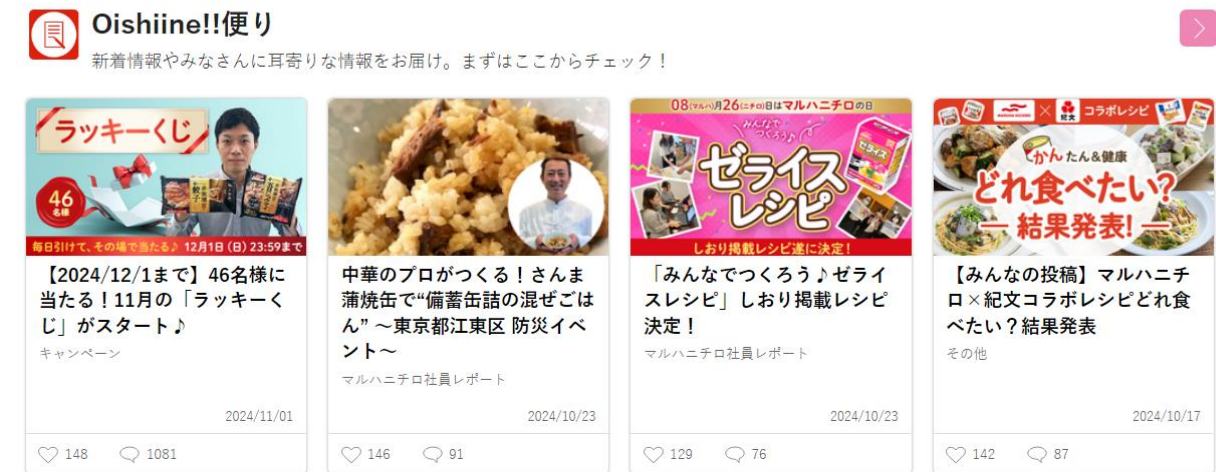 Oishiine!!便り
新着情報やみなさんに耳寄りな情報をお届け。まずはここからチェック！
ラッキーくじ
46
名様
毎日引けて、その場で当たる♪ 12月1日(日)23:59まで
【2024/12/1まで】46名様に
当たる！11月の「ラッキーく
じ」がスタート♪
キャンペーン
2024/11/01
148 1081
中華のプロがつくる！さんま
蒲焼缶で“備蓄缶詰の混ぜごは
ん” ～東京都江東区 防災イベ
ント～
マルハニチロ社員レポート
2024/10/23
146 91
08(マルハ)月26(ニチロ)日はマルハニチロの日
みんなで
つくろう♪
ゼライス
レシピ
ゼライス
しおり掲載レシピ遂に決定！
「みんなでつくろう♪ゼライ
スレシピ」しおり掲載レシピ
決定！
マルハニチロ社員レポート
2024/10/23
129 76
× 紀文 コラボレシピ
かんたん&健康
どれ食べたい?
結果発表!
【みんなの投稿】マルハニチ
ロ×紀文コラボレシピどれ食
べたい？結果発表
その他
2024/10/17
142 87